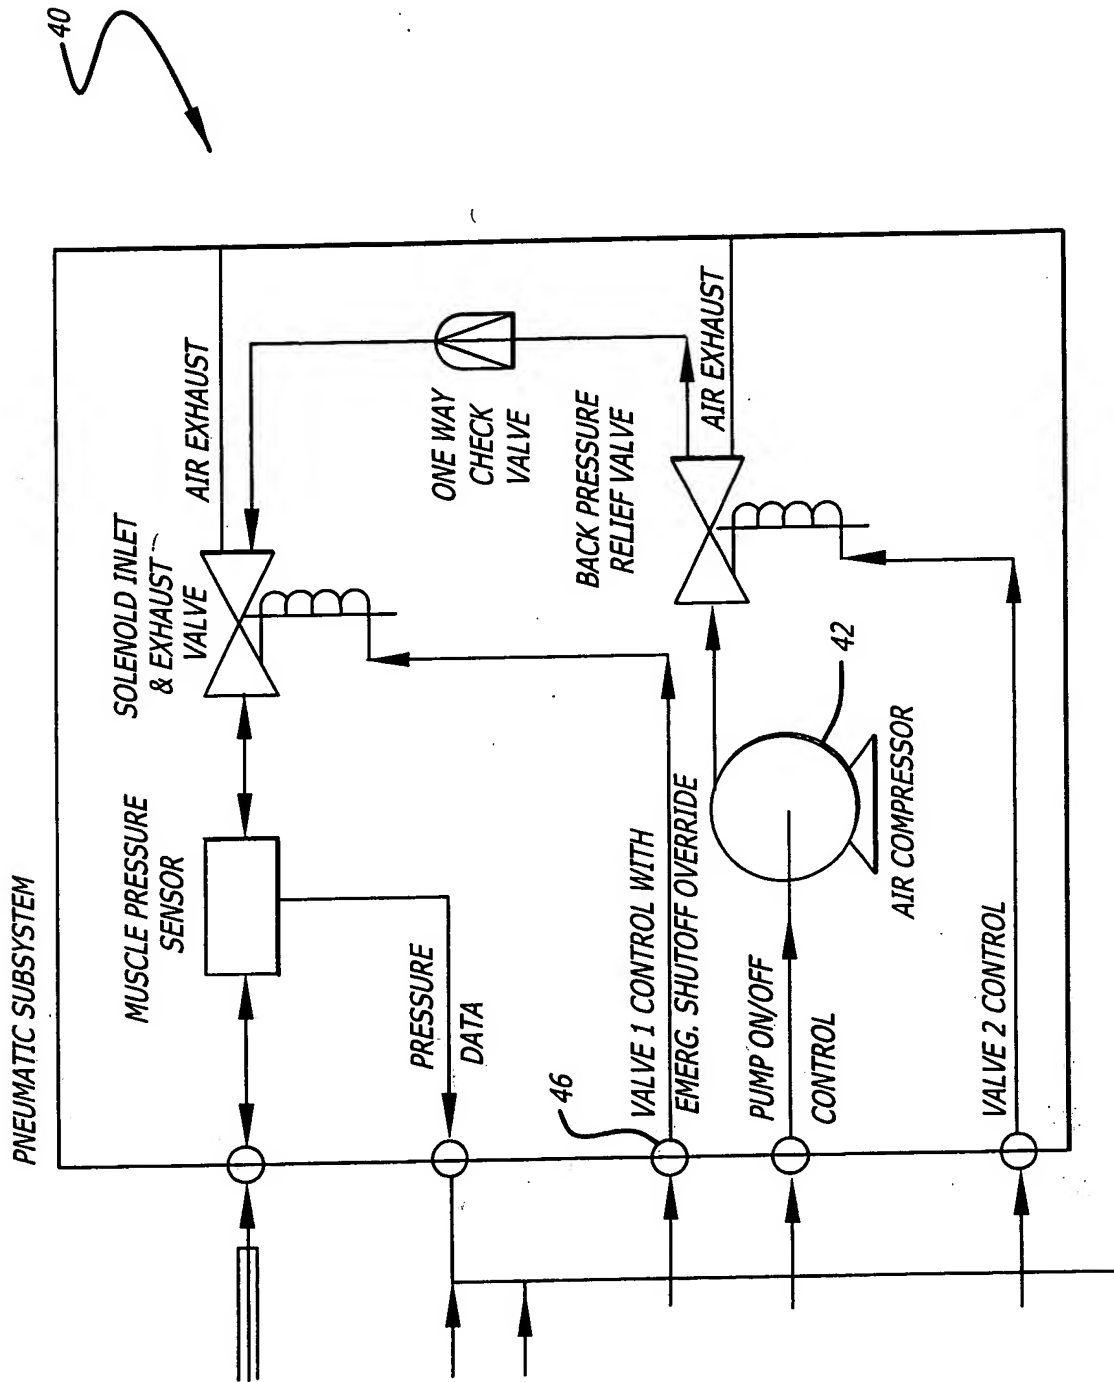 PNEUMATIC SUBSYSTEM
40
MUSCLE PRESSURE
SENSOR
SOLENOLD INLET
& EXHAUST
VALVE
AIR EXHAUST
PRESSURE
DATA
ONE WAY
CHECK
VALVE
46
VALVE 1 CONTROL WITH
EMERG. SHUTOFF OVERRIDE
BACK PRESSURE
RELIEF VALVE
AIR EXHAUST
PUMP ON/OFF
CONTROL
42
AIR COMPRESSOR
VALVE 2 CONTROL